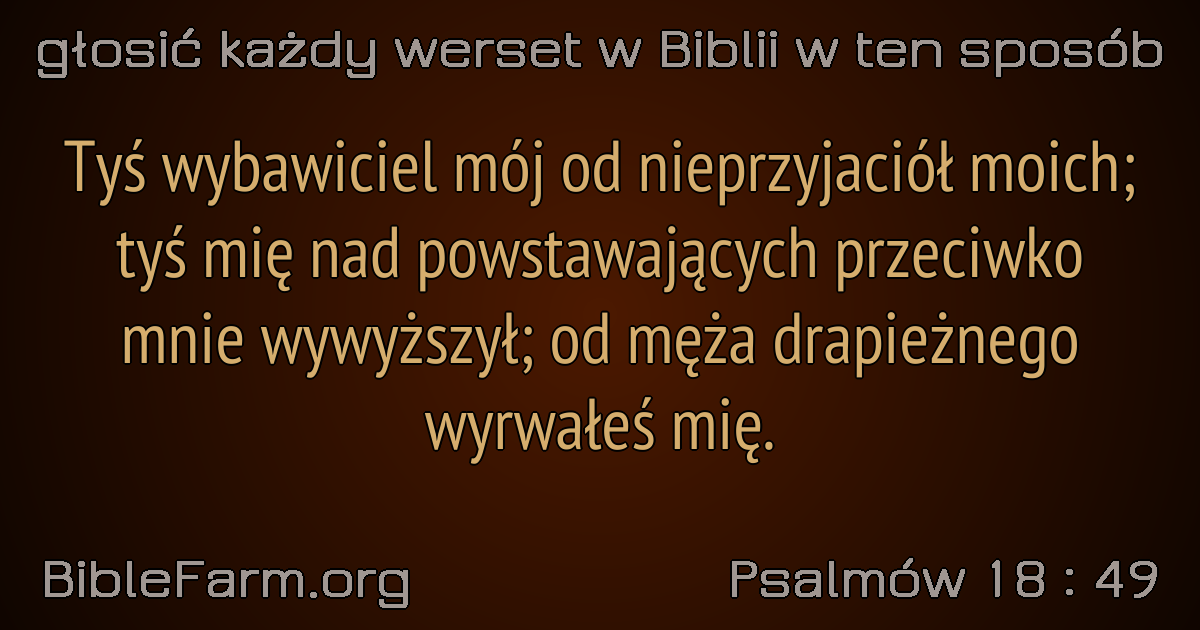 głosić każdy werset w Biblii w ten sposób
Tyś wybawiciel mój od nieprzyjaciół moich;
tyś mię nad powstawających przeciwko
mnie wywyższył; od męża drapieżnego
wyrwałeś mię.
BibleFarm.org
Psalmów 18 : 49